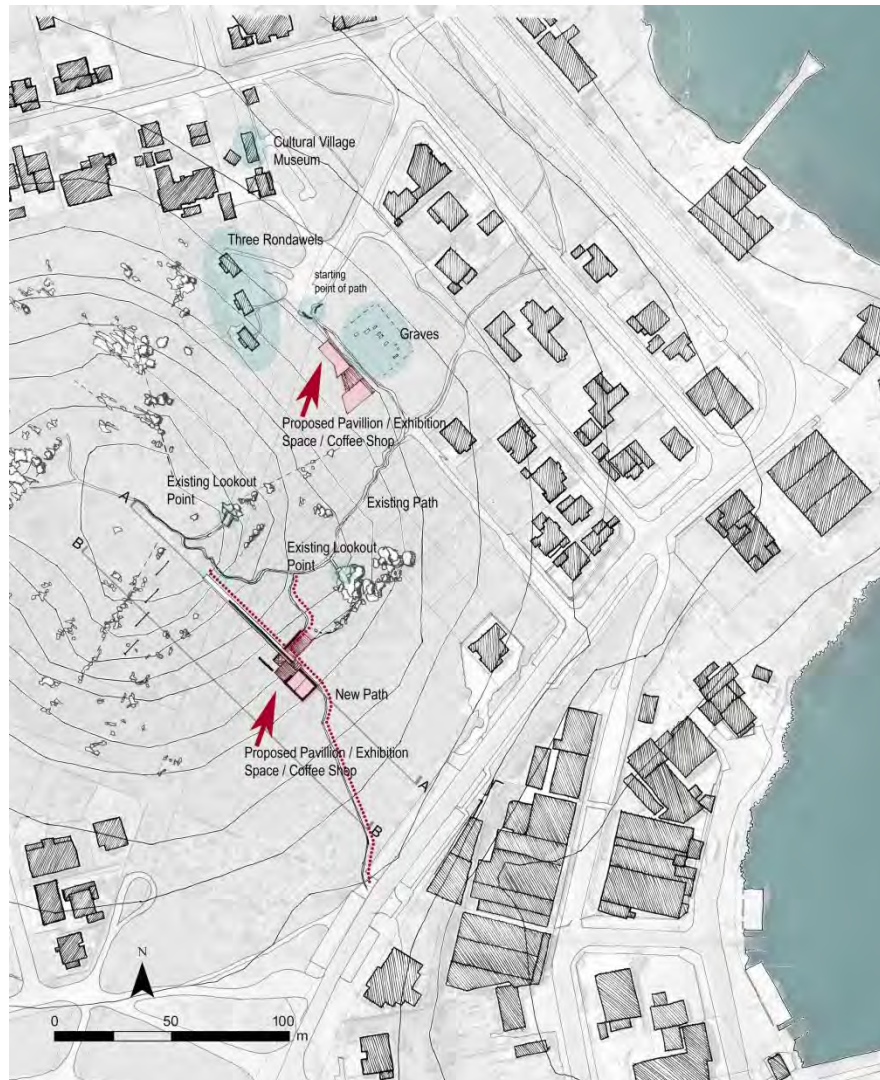 Cultural Village
Museum
Three Rondawels
starting
point of path
Graves
Proposed Pavillion / Exhibition
Space / Coffee Shop
Existing Lookout
Point
Existing Path
A
B
Existing Lookout
Point
New Path
Proposed Pavillion / Exhibition
Space / Coffee Shop
A
B
N
0 50 100
m